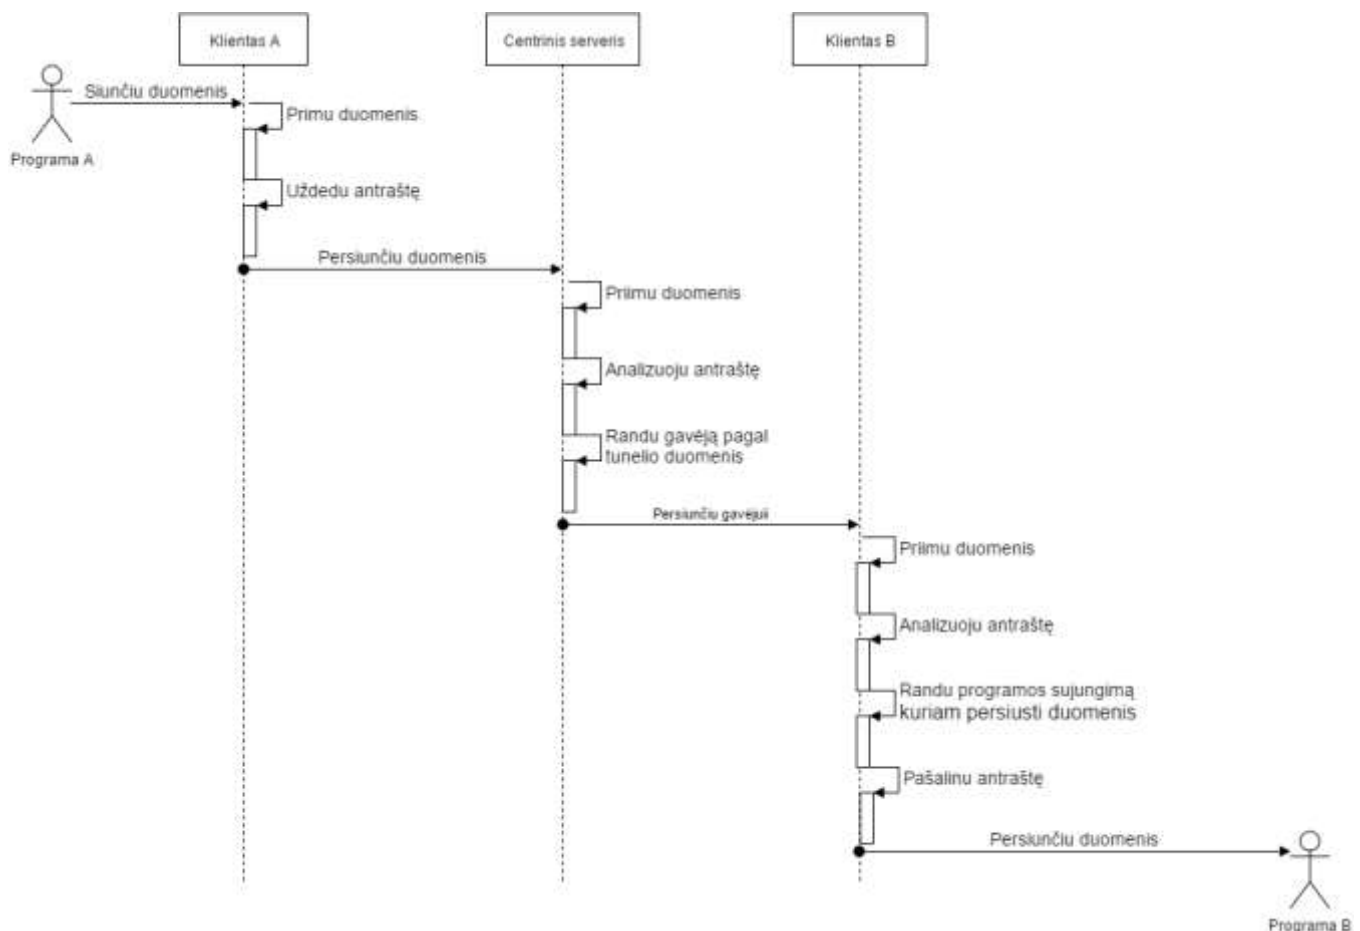 Klientas A
Centrinis serveris
Klientas B
Siunčiu duomenis
Primu duomenis
Programa A
Uždedu antraštę
Persiunčiu duomenis
Priimu duomenis
Analizuoju antraštę
Randu gavėją pagal
tunelio duomenis
Persiunčiu gavėjui
Priimu duomenis
Analizuoju antraštę
Randu programos sujungimą
kuriam persiusti duomenis
Pašalinu antraštę
Persiunčiu duomenis
Programa B